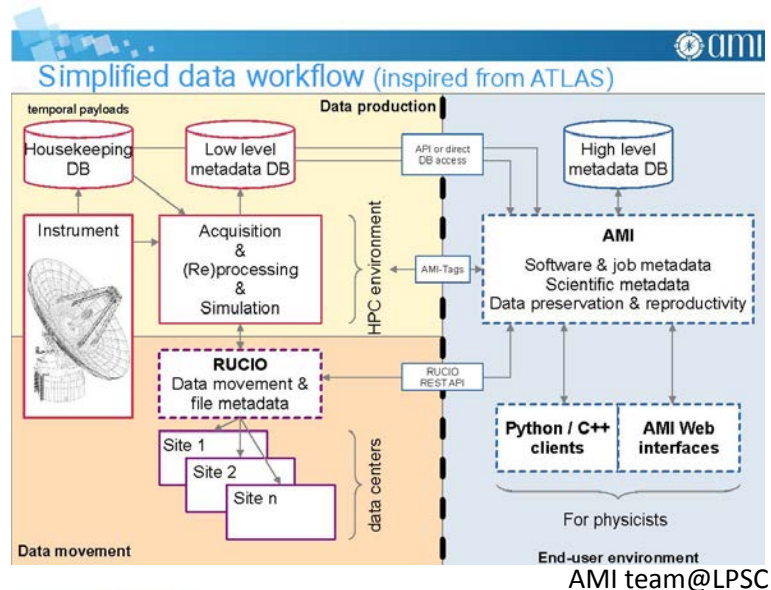 ami
Simplified data workflow (inspired from ATLAS)
temporal payloads
Data production
Housekeeping
DB
Low level
metadata DB
API or direct
DB access
High level
metadata DB
Instrument
Acquisition
&
(Re)processing
&
Simulation
HPC environment
AMI-Tags
AMI
Software & job metadata
Scientific metadata
Data preservation & reproductivity
RUCIO
Data movement &
file metadata
RUCIO
REST API
Site 1
Site 2
Site n
data centers
Python / C++
clients
AMI Web
interfaces
For physicists
Data movement
End-user environment
AMI team@LPSC